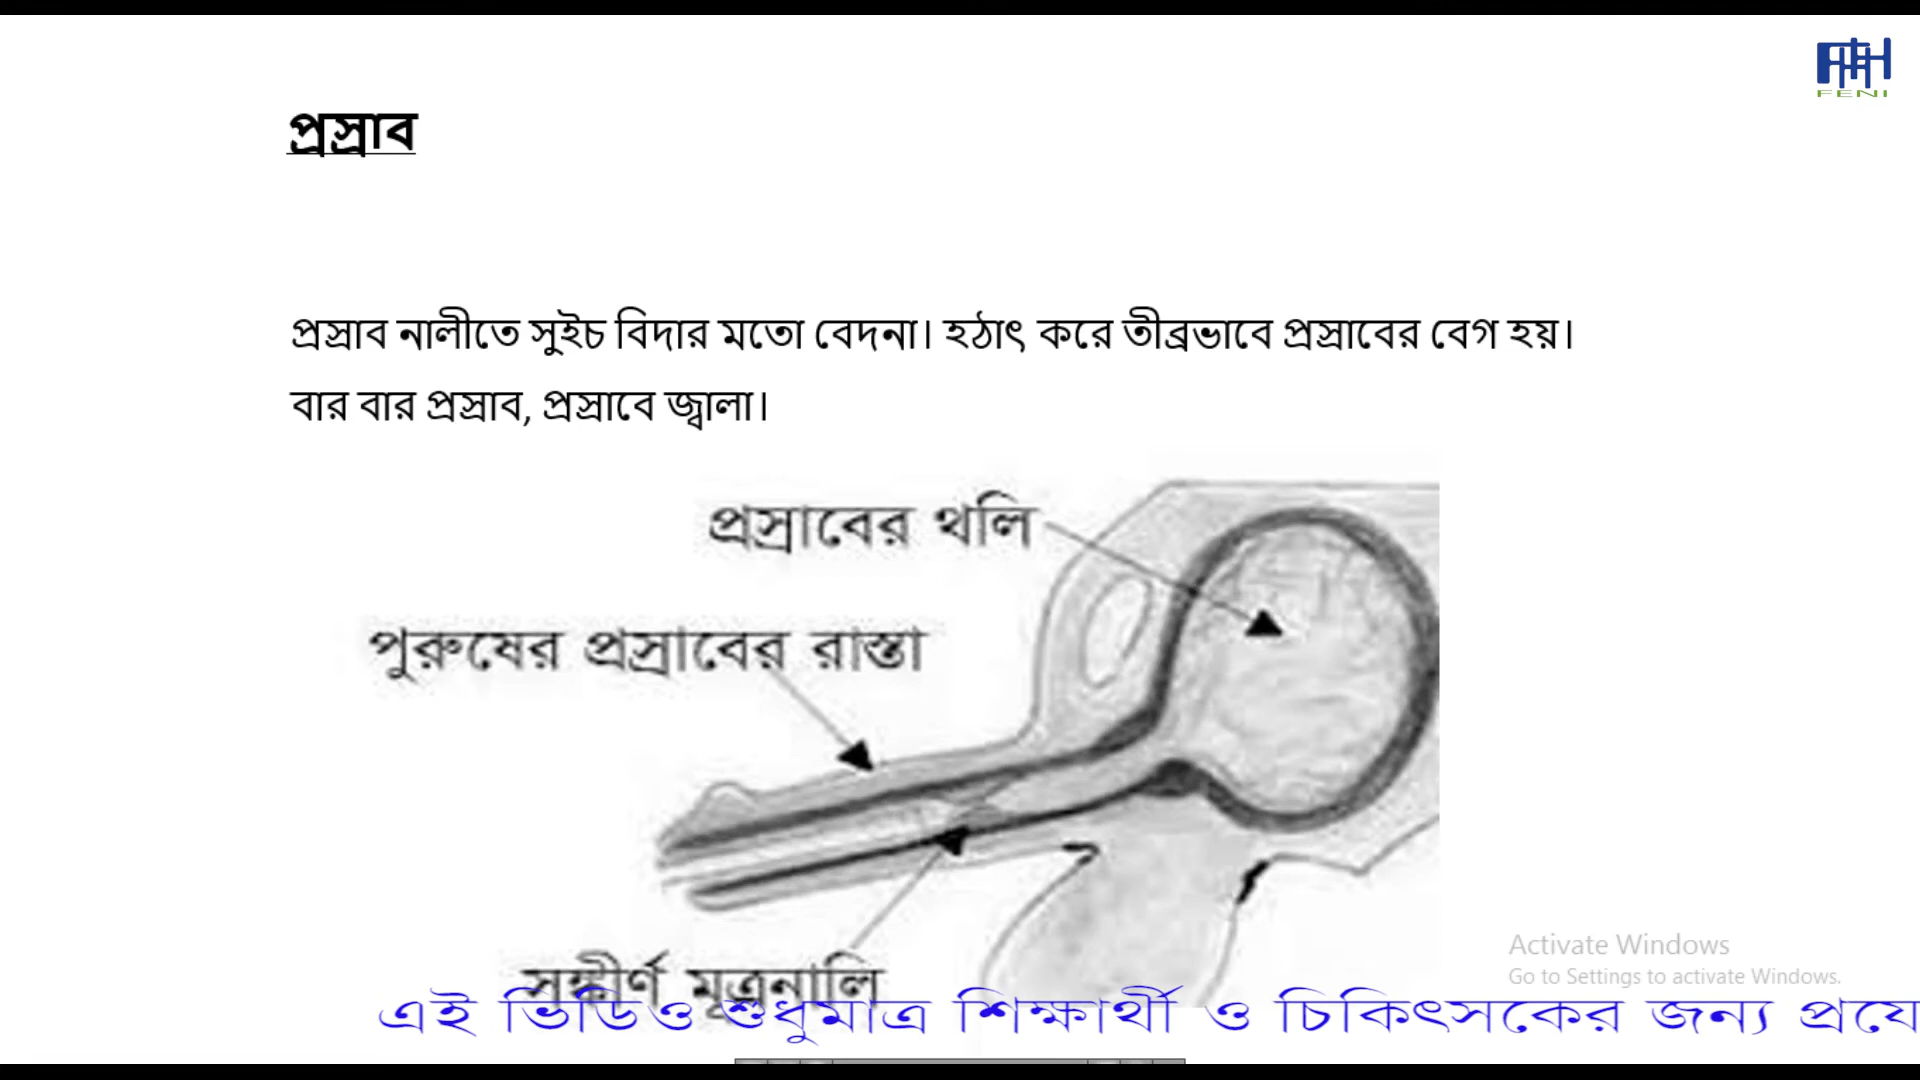 FENI
প্রস্রাব
প্রস্রাব নালীতে সুইচ বিদার মতো বেদনা। হঠাৎ করে তীব্রভাবে প্রস্রাবের বেগ হয়।
বার বার প্রস্রাব, প্রস্রাবে জ্বালা।
প্রস্রাবের থলি
পুরুষের প্রস্রাবের রাস্তা
সঙ্কীর্ণ মূত্রনালি
Activate Windows
Go to Settings to activate Windows.
এই ভিডিও শুধুমাত্র শিক্ষার্থী ও চিকিৎসকের জন্য প্রযে